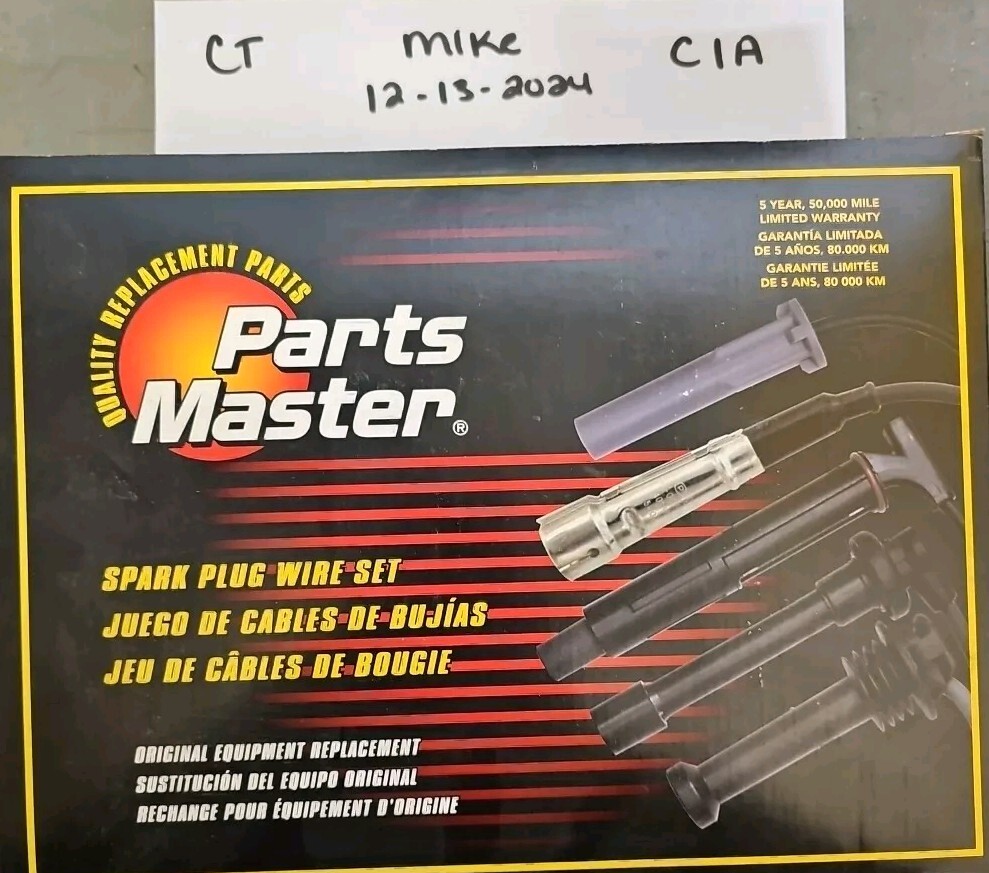 CT MIKE CIA
12-13-2024
5 YEAR, 50,000 MILE
LIMITED WARRANTY
GARANTÍA LIMITADA
DE 5 AÑOS, 80.000 KM
GARANTIE LIMITÉE
DE 5 ANS, 80 000 KM
QUALITY REPLACEMENT PARTS
Parts
Master®
SPARK PLUG WIRE SET
JUEGO DE CABLES DE BUJÍAS
JEU DE CÂBLES DE BOUGIE
ORIGINAL EQUIPMENT REPLACEMENT
SUSTITUCIÓN DEL EQUIPO ORIGINAL
RECHANGE POUR ÉQUIPEMENT D'ORIGINE